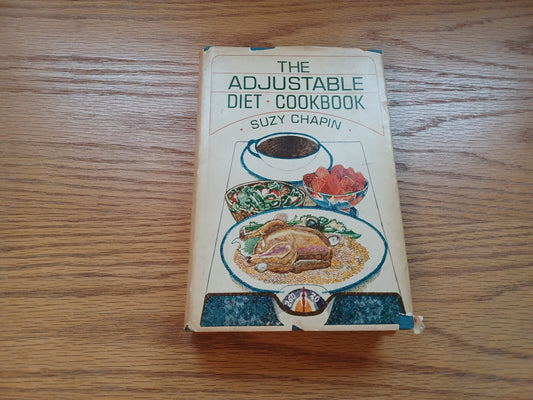 THE
ADJUSTABLE
DIET · COOKBOOK
· SUZY CHAPIN ·